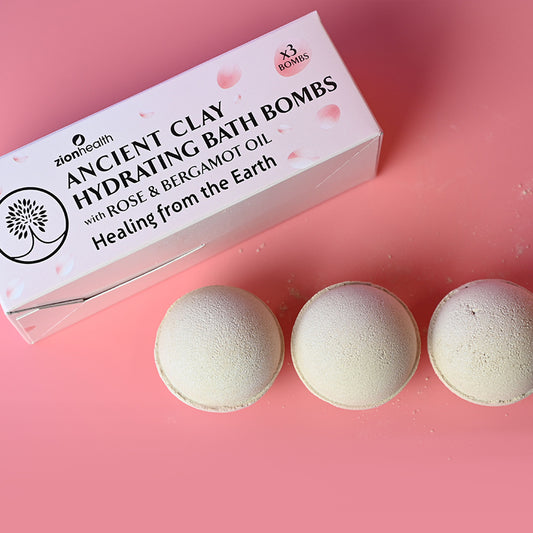 x3
BOMBS
zionhealth
ANCIENT CLAY
HYDRATING BATH BOMBS
with ROSE & BERGAMOT OIL
Healing from the Earth